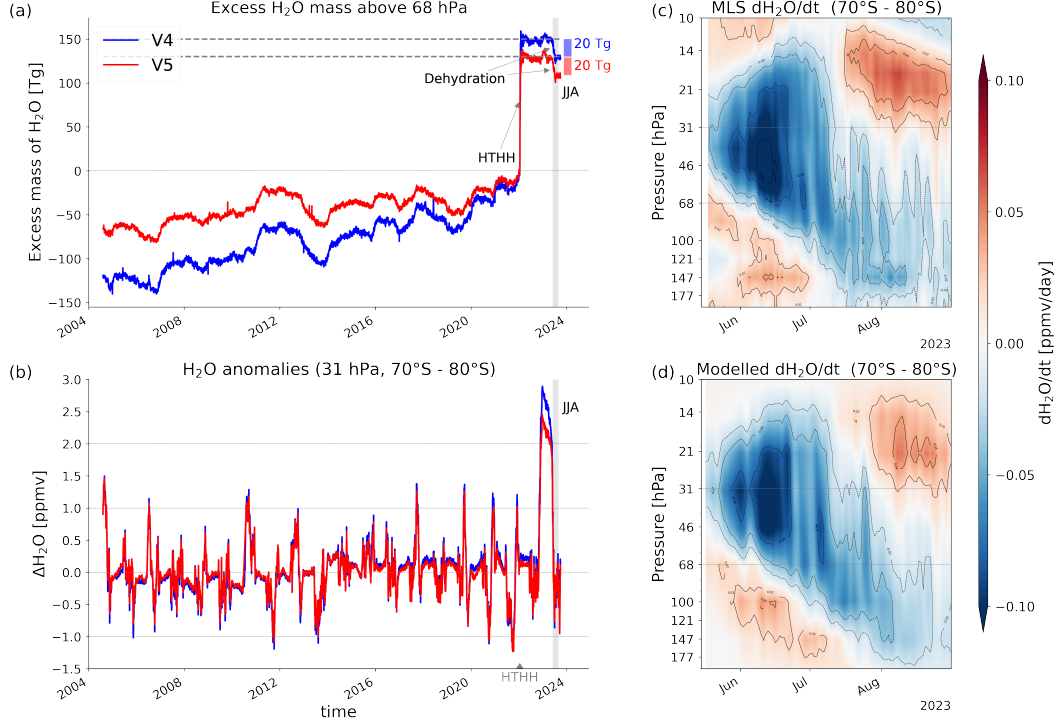 (a)
Excess H₂O mass above 68 hPa
V4
V5
20 Tg
20 Tg
Dehydration
JJA
HTHH
Excess mass of H₂O [Tg]
150
100
50
0
−50
−100
−150
2004
2008
2012
2016
2020
2024
(b)
H₂O anomalies (31 hPa, 70°S - 80°S)
JJA
ΔH₂O [ppmv]
3.0
2.5
2.0
1.5
1.0
0.5
0.0
−0.5
−1.0
−1.5
2004
2008
2012
2016
2020
2024
HTHH
time
(c)
MLS dH₂O/dt (70°S - 80°S)
Pressure [hPa]
10
14
21
31
46
68
100
121
147
177
Jun
Jul
Aug
2023
(d)
Modelled dH₂O/dt (70°S - 80°S)
Pressure [hPa]
10
14
21
31
46
68
100
121
147
177
Jun
Jul
Aug
2023
0.10
0.05
0.00
−0.05
−0.10
dH₂O/dt [ppmv/day]